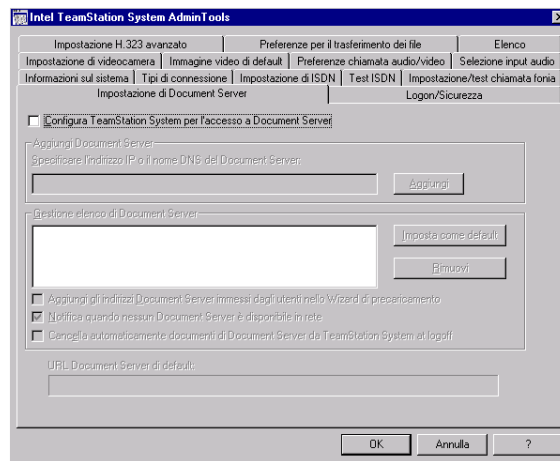 Intel TeamStation System AdminTools
Impostazione H.323 avanzato Preferenze per il trasferimento dei file Elenco
Impostazione di videocamera Immagine video di default Preferenze chiamata audio/video Selezione input audio
Informazioni sul sistema Tipi di connessione Impostazione di ISDN Test ISDN Impostazione/test chiamata fonia
Impostazione di Document Server Logon/Sicurezza
Configura TeamStation System per l'accesso a Document Server
Aggiungi Document Server
Specificare l'indirizzo IP o il nome DNS del Document Server:
Aggiungi
Gestione elenco di Document Server
Imposta come default
Rimuovi
Aggiungi gli indirizzi Document Server immessi dagli utenti nello Wizard di precaricamento
Notifica quando nessun Document Server è disponibile in rete
Cancella automaticamente documenti di Document Server da TeamStation System at logoff
URL Document Server di default:
OK Annulla ?